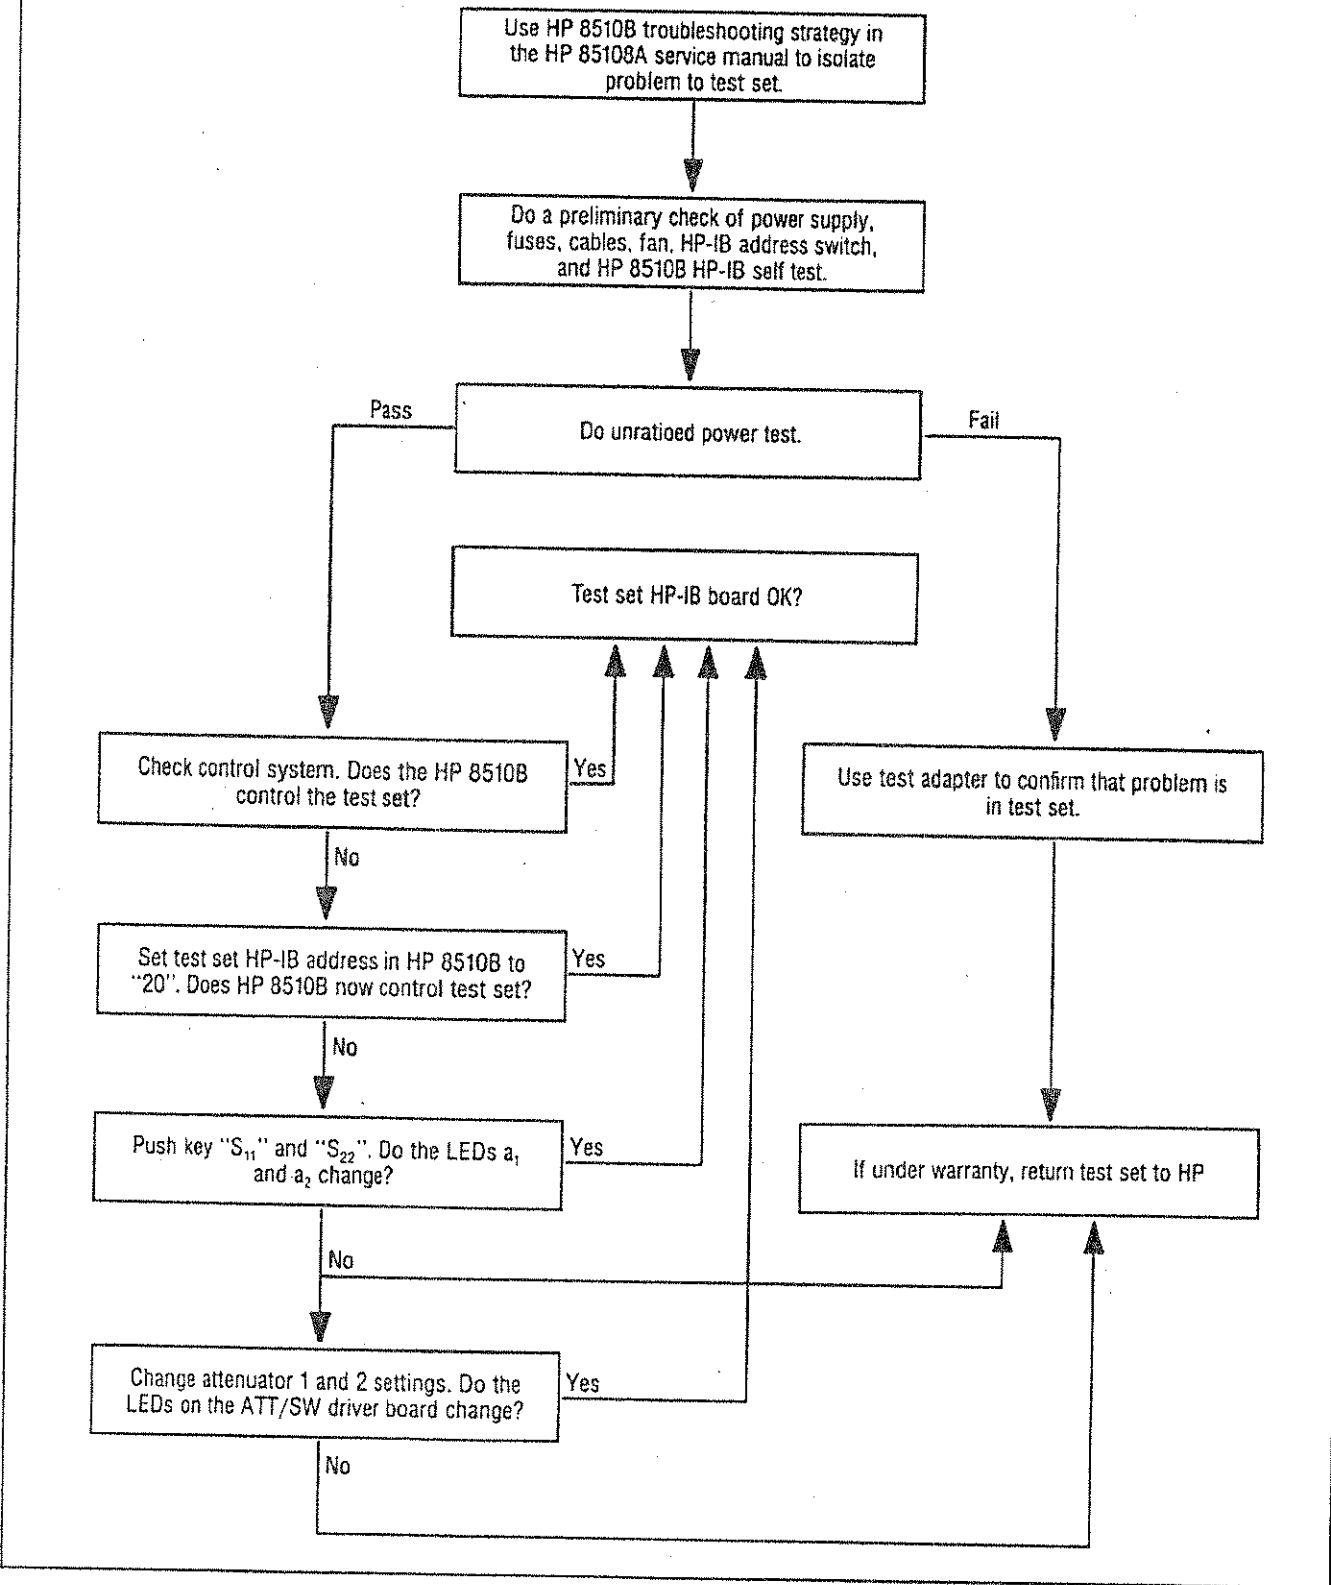 Use HP 8510B troubleshooting strategy in
the HP 85108A service manual to isolate
problem to test set.
Do a preliminary check of power supply,
fuses, cables, fan, HP-IB address switch,
and HP 8510B HP-IB self test.
Pass
Do unratioed power test.
Fail
Test set HP-IB board OK?
Check control system. Does the HP 8510B
control the test set?
Yes
Use test adapter to confirm that problem is
in test set.
No
Set test set HP-IB address in HP 8510B to
“20”. Does HP 8510B now control test set?
Yes
No
Push key “S₁₁” and “S₂₂”. Do the LEDs a₁
and a₂ change?
Yes
If under warranty, return test set to HP
No
Change attenuator 1 and 2 settings. Do the
LEDs on the ATT/SW driver board change?
Yes
No